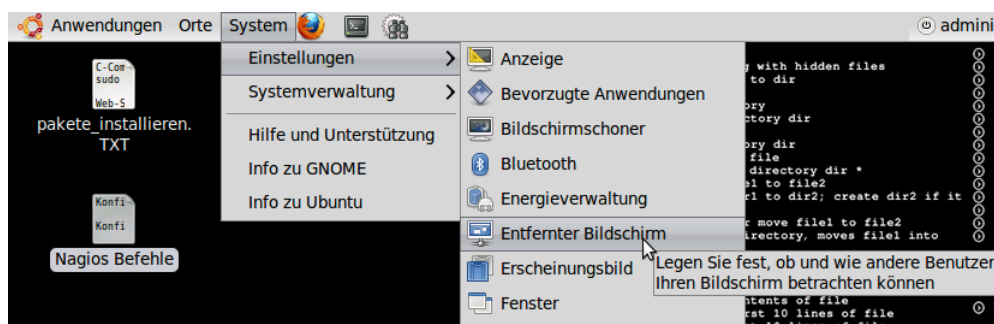 Anwendungen Orte System
admini
C-Com
sudo
Web-S
pakete_installieren.
TXT
Konfi
Konfi
Nagios Befehle
Einstellungen
Systemverwaltung
Hilfe und Unterstützung
Info zu GNOME
Info zu Ubuntu
Anzeige
Bevorzugte Anwendungen
Bildschirmschoner
Bluetooth
Energieverwaltung
Entfernter Bildschirm
Erscheinungsbild
Fenster
Legen Sie fest, ob und wie andere Benutzer
Ihren Bildschirm betrachten können
with hidden files
to dir
ory
ctory dir
ory dir
file
directory dir *
el to file2
r1 to dir2; create dir2 if it
move file1 to file2
irectory, moves file1 into
ntents of file
rst 10 lines of file